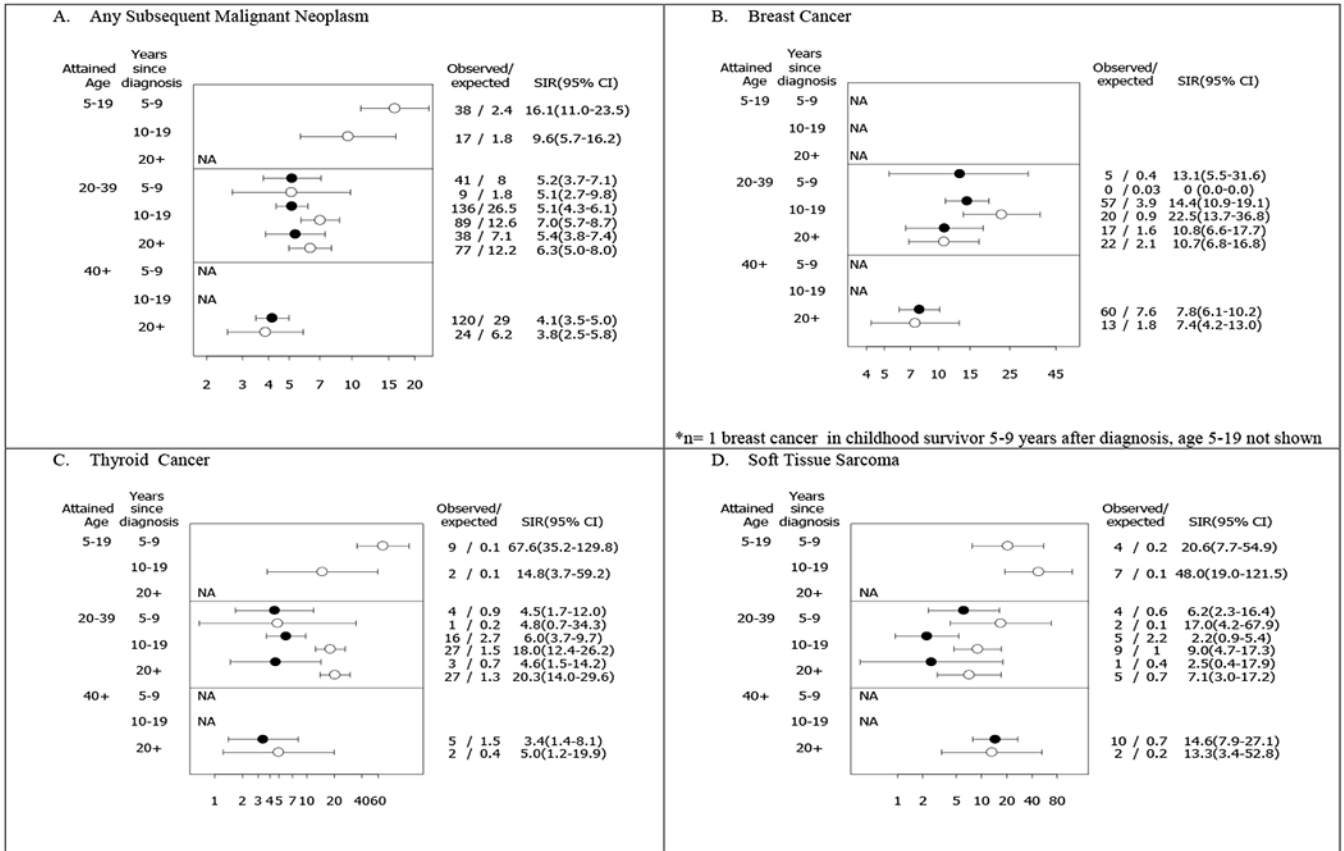 A. Any Subsequent Malignant Neoplasm
Attained Age Years since diagnosis Observed/ expected SIR(95% CI)
5-19 5-9 38 / 2.4 16.1(11.0-23.5)
10-19 17 / 1.8 9.6(5.7-16.2)
20+ NA
20-39 5-9 41 / 8 5.2(3.7-7.1)
9 / 1.8 5.1(2.7-9.8)
10-19 136/26.5 5.1(4.3-6.1)
89 / 12.6 7.0(5.7-8.7)
20+ 38 / 7.1 5.4(3.8-7.4)
77 / 12.2 6.3(5.0-8.0)
40+ 5-9 NA
10-19 NA
20+ 120/ 29 4.1(3.5-5.0)
24 / 6.2 3.8(2.5-5.8)
2 3 4 5 7 10 15 20
B. Breast Cancer
Attained Age Years since diagnosis Observed/ expected SIR(95% CI)
5-19 5-9 NA
10-19 NA
20+ NA
20-39 5-9 5 / 0.4 13.1(5.5-31.6)
0 / 0.03 0 (0.0-0.0)
10-19 57 / 3.9 14.4(10.9-19.1)
20 / 0.9 22.5(13.7-36.8)
20+ 17 / 1.6 10.8(6.6-17.7)
22 / 2.1 10.7(6.8-16.8)
40+ 5-9 NA
10-19 NA
20+ 60 / 7.6 7.8(6.1-10.2)
13 / 1.8 7.4(4.2-13.0)
4 5 7 10 15 25 45
*n= 1 breast cancer in childhood survivor 5-9 years after diagnosis, age 5-19 not shown
C. Thyroid Cancer
Attained Age Years since diagnosis Observed/ expected SIR(95% CI)
5-19 5-9 9 / 0.1 67.6(35.2-129.8)
10-19 2 / 0.1 14.8(3.7-59.2)
20+ NA
20-39 5-9 4 / 0.9 4.5(1.7-12.0)
1 / 0.2 4.8(0.7-34.3)
10-19 16 / 2.7 6.0(3.7-9.7)
27 / 1.5 18.0(12.4-26.2)
20+ 3 / 0.7 4.6(1.5-14.2)
27 / 1.3 20.3(14.0-29.6)
40+ 5-9 NA
10-19 NA
20+ 5 / 1.5 3.4(1.4-8.1)
2 / 0.4 5.0(1.2-19.9)
1 2 3 45 7 10 20 4060
D. Soft Tissue Sarcoma
Attained Age Years since diagnosis Observed/ expected SIR(95% CI)
5-19 5-9 4 / 0.2 20.6(7.7-54.9)
10-19 7 / 0.1 48.0(19.0-121.5)
20+ NA
20-39 5-9 4 / 0.6 6.2(2.3-16.4)
2 / 0.1 17.0(4.2-67.9)
10-19 5 / 2.2 2.2(0.9-5.4)
9 / 1 9.0(4.7-17.3)
20+ 1 / 0.4 2.5(0.4-17.9)
5 / 0.7 7.1(3.0-17.2)
40+ 5-9 NA
10-19 NA
20+ 10 / 0.7 14.6(7.9-27.1)
2 / 0.2 13.3(3.4-52.8)
1 2 5 10 20 40 80